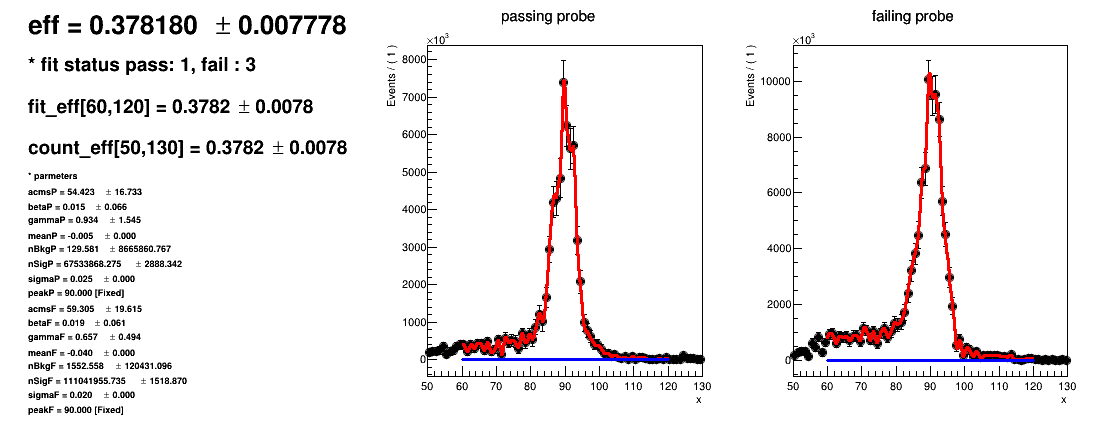 eff = 0.378180 ± 0.007778
* fit status pass: 1, fail : 3
fit_eff[60,120] = 0.3782 ± 0.0078
count_eff[50,130] = 0.3782 ± 0.0078
* parmeters
acmsP = 54.423 ± 16.733
betaP = 0.015 ± 0.066
gammaP = 0.934 ± 1.545
meanP = -0.005 ± 0.000
nBkgP = 129.581 ± 8665860.767
nSigP = 67533868.275 ± 2888.342
sigmaP = 0.025 ± 0.000
peakP = 90.000 [Fixed]
acmsF = 59.305 ± 19.615
betaF = 0.019 ± 0.061
gammaF = 0.657 ± 0.494
meanF = -0.040 ± 0.000
nBkgF = 1552.558 ± 120431.096
nSigF = 111041955.735 ± 1518.870
sigmaF = 0.020 ± 0.000
peakF = 90.000 [Fixed]
passing probe
×10³
Events / ( 1 )
8000
7000
6000
5000
4000
3000
2000
1000
0
50 60 70 80 90 100 110 120 130
x
failing probe
×10³
Events / ( 1 )
10000
8000
6000
4000
2000
0
50 60 70 80 90 100 110 120 130
x